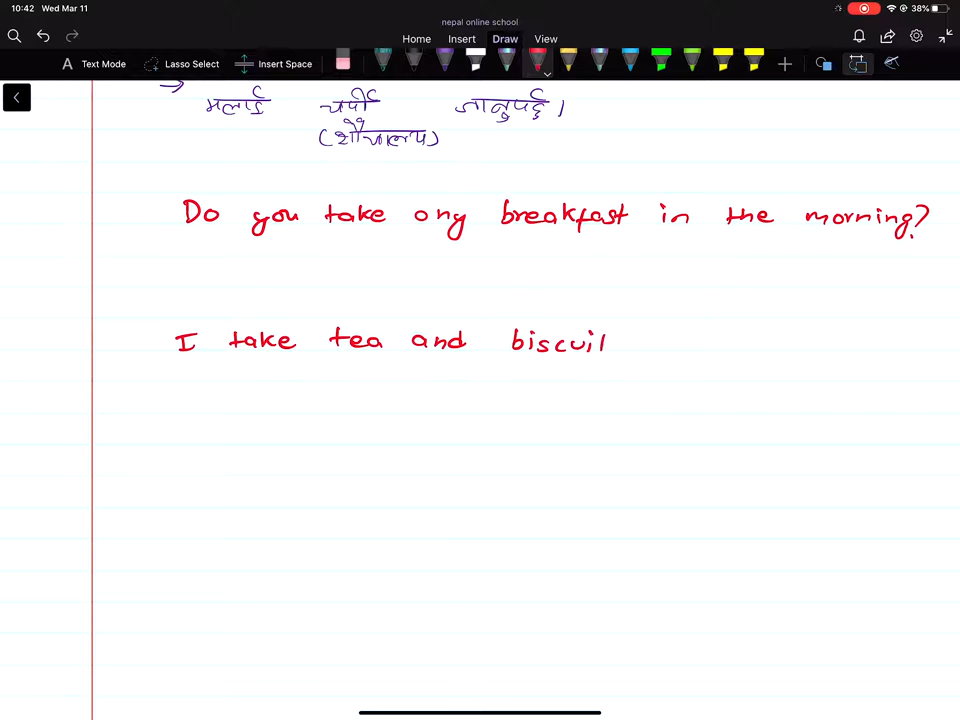 10:42 Wed Mar 11
38%
nepal online school
Home Insert Draw View
Text Mode Lasso Select Insert Space
मलाई चर्पी जानुपर्छ।
(शौचालय)
Do you take any breakfast in the morning?
I take tea and biscuil